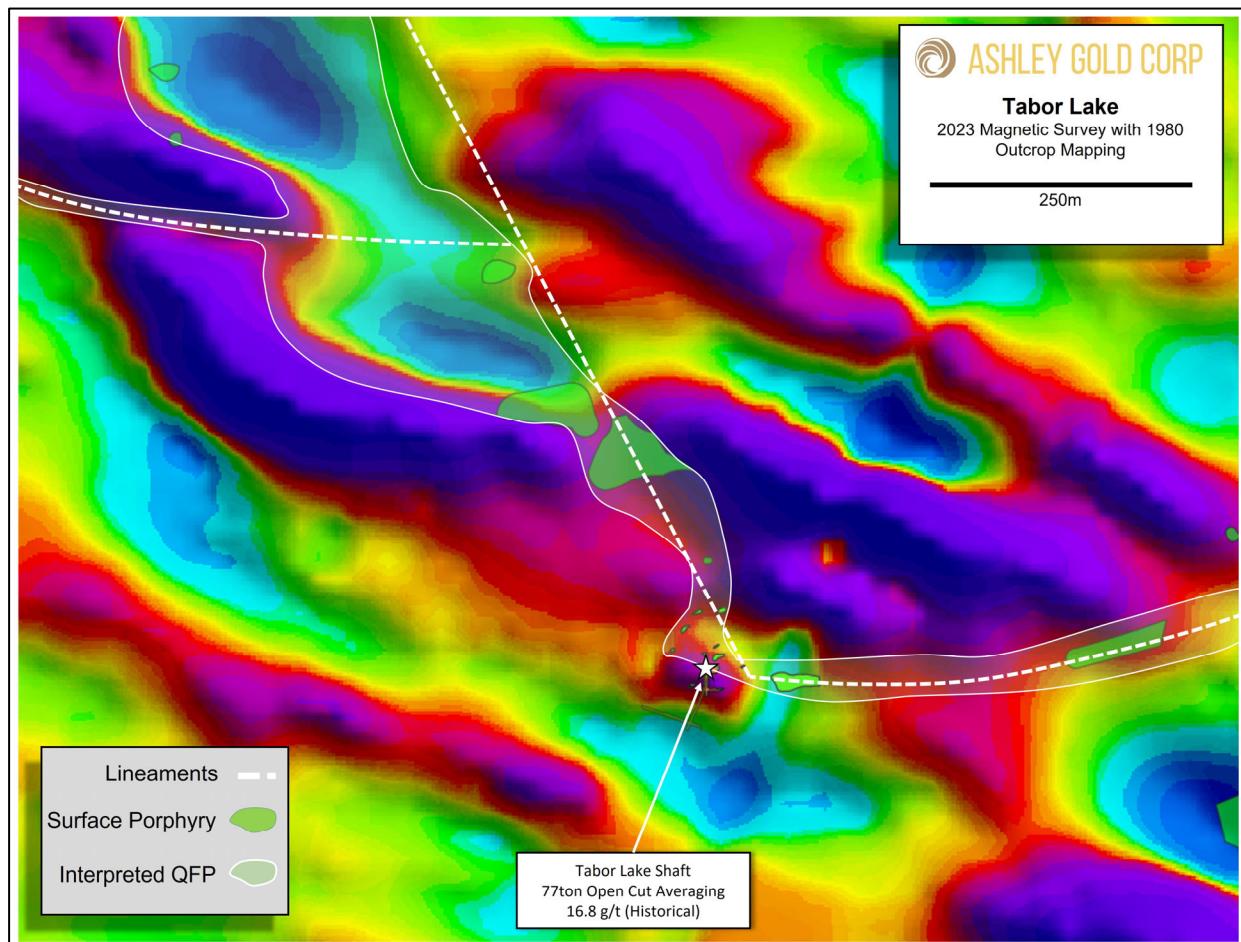 ASHLEY GOLD CORP
Tabor Lake
2023 Magnetic Survey with 1980
Outcrop Mapping
250m
Lineaments
Surface Porphyry
Interpreted QFP
Tabor Lake Shaft
77ton Open Cut Averaging
16.8 g/t (Historical)